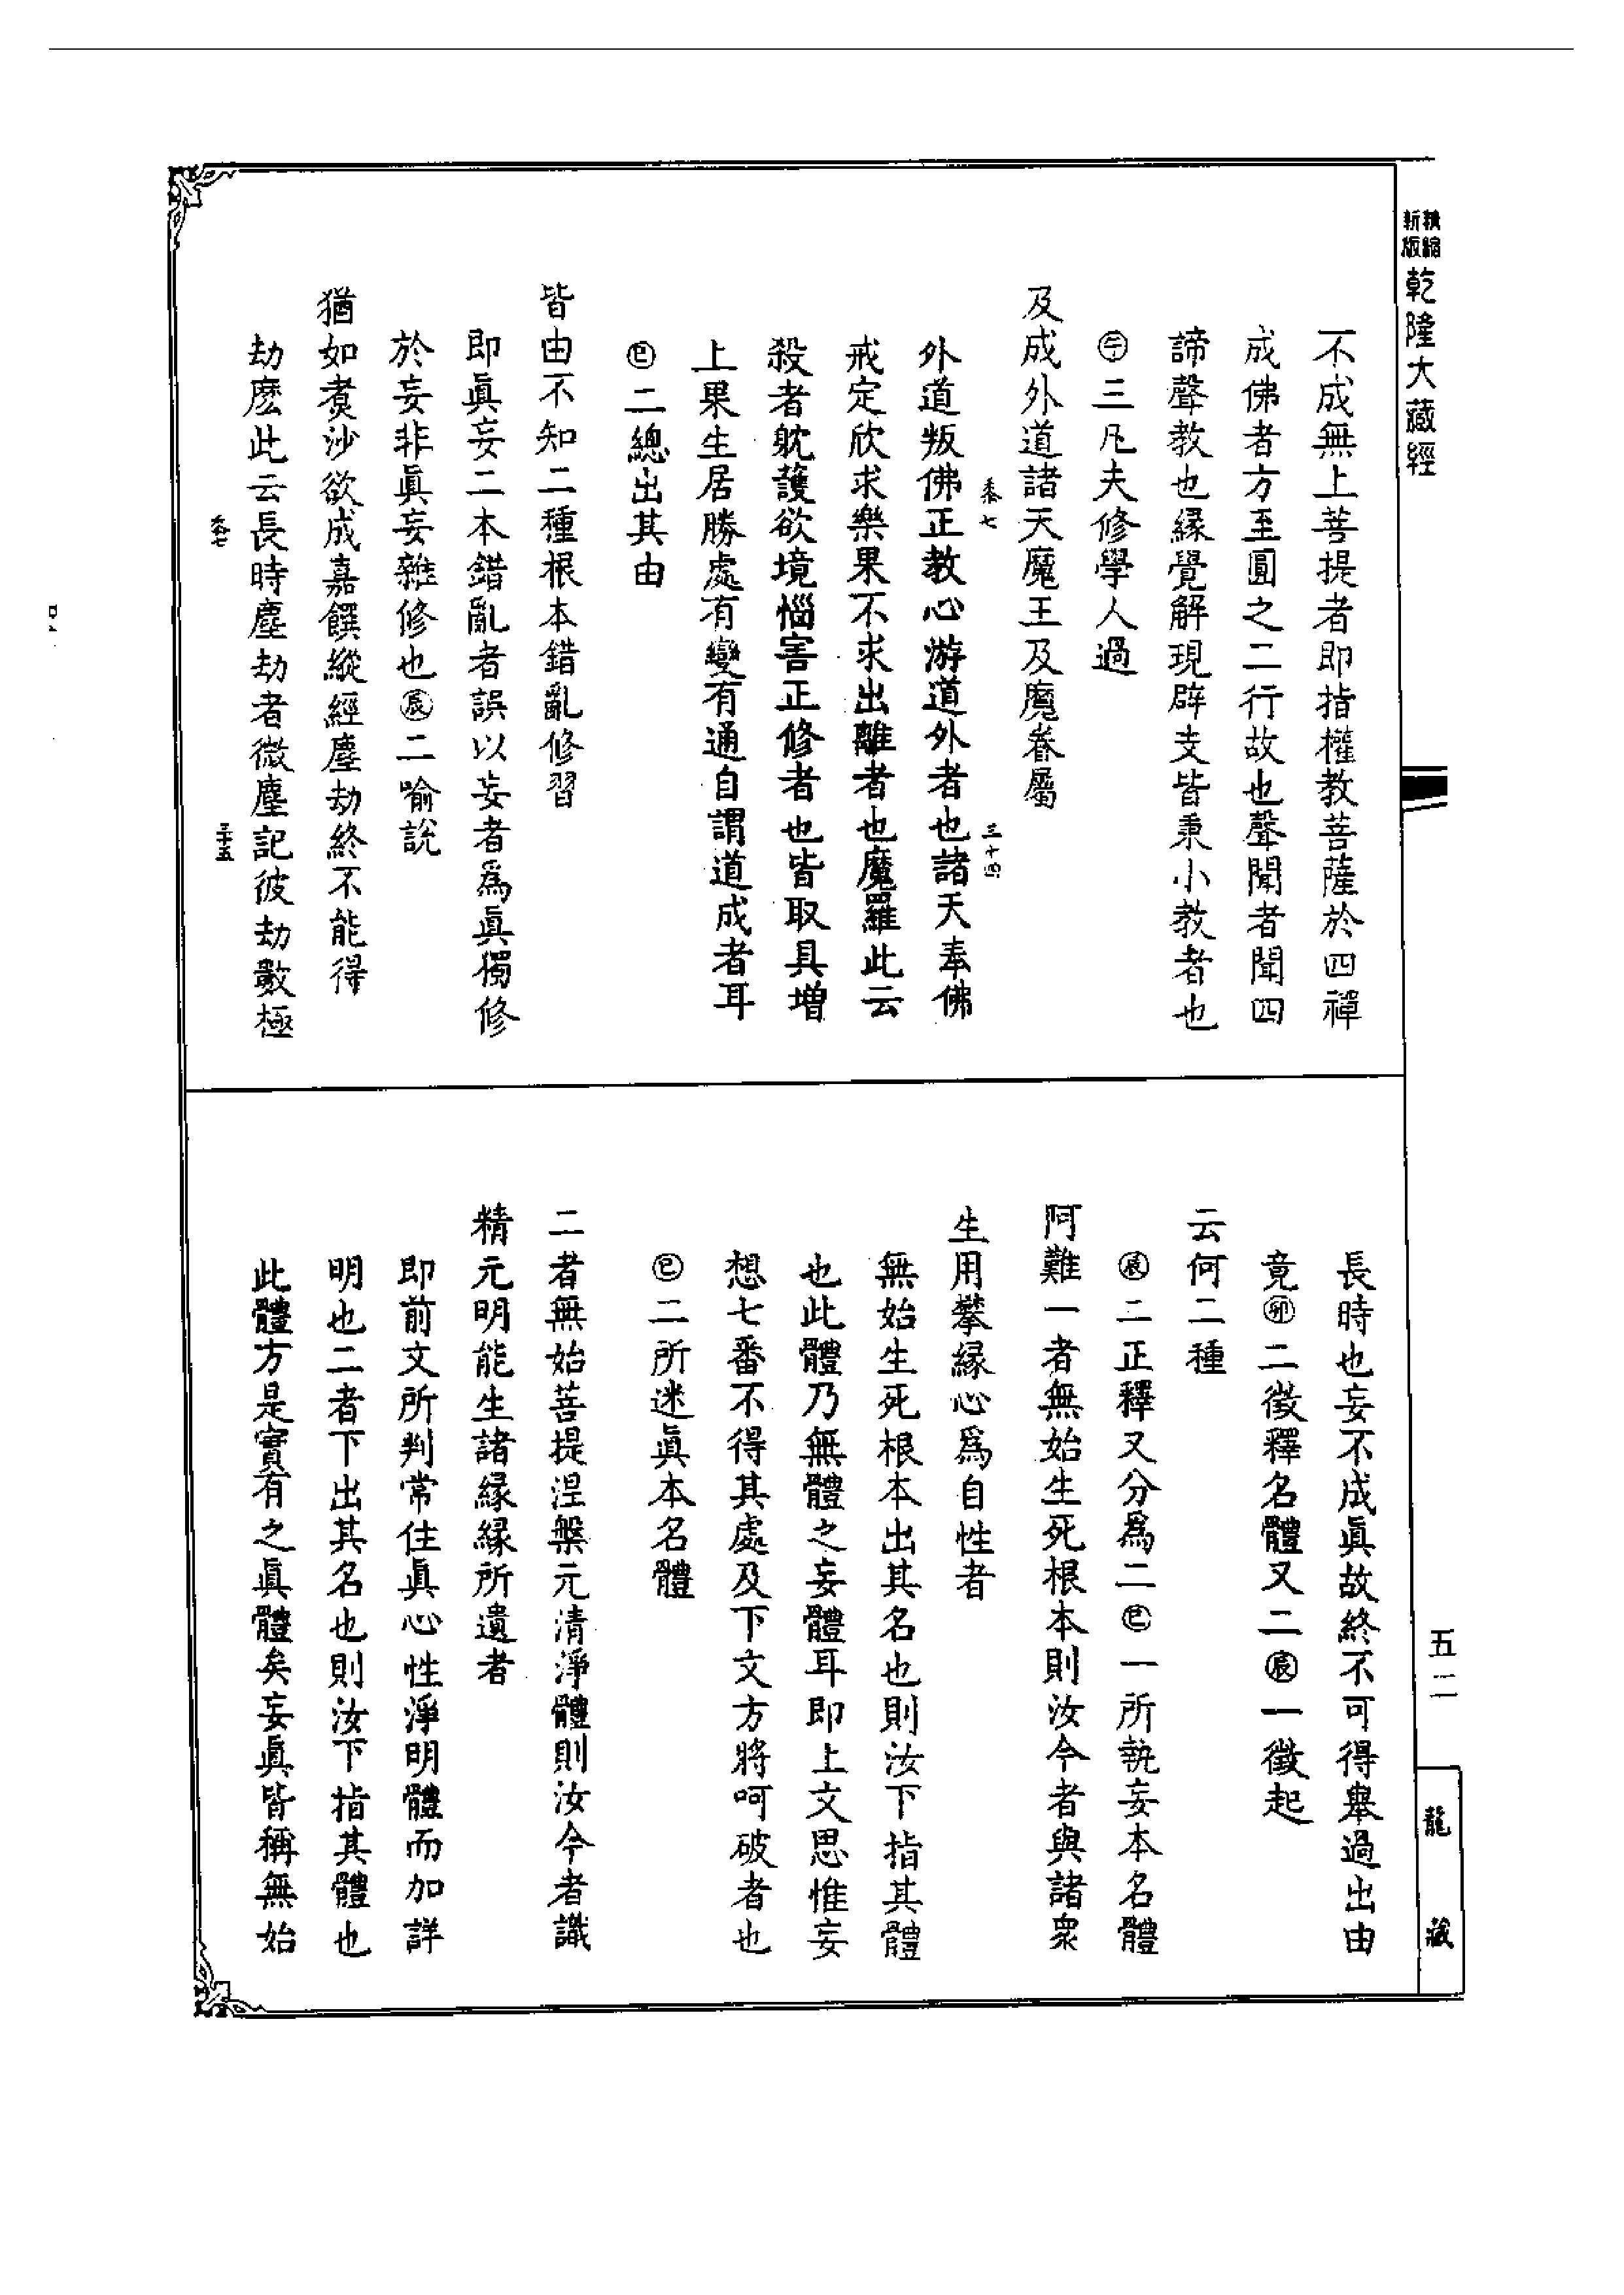 精縮新版乾隆大藏經
不成無上菩提者即指權教菩薩於四禪
成佛者方至圓之二行故也聲聞者聞四
諦聲教也緣覺解現辟支皆秉小教者也
㊢三凡夫修學人過
及成外道諸天魔王及魔眷屬
黍七
三十四
外道叛佛正教心游道外者也諸天奉佛
戒定欣求樂果不求出離者也魔羅此云
殺者躭護欲境惱害正修者也皆取具增
上果生居勝處有變有通自謂道成者耳
㊁二總出其由
皆由不知二種根本錯亂修習
即眞妄二本錯亂者誤以妄者爲眞獨修
於妄非眞妄雜修也辰二喻說
猶如煑沙欲成嘉饌縱經塵劫終不能得
劫麽此云長時塵劫者微塵記彼劫數極
黍七
三十五
長時也妄不成眞故終不可得舉過出由
竟卯二徵釋名體又二辰一徵起
云何二種
辰二正釋又分爲二巳一所執妄本名體
阿難一者無始生死根本則汝今者與諸衆
生用攀緣心爲自性者
無始生死根本出其名也則汝下指其體
也此體乃無體之妄體耳即上文思惟妄
想七番不得其處及下文方將呵破者也
巳二所迷眞本名體
二者無始菩提涅槃元清淨體則汝今者識
精元明能生諸緣緣所遺者
即前文所判常住眞心性淨明體而加詳
明也二者下出其名也則汝下指其體也
此體方是實有之眞體矣妄眞皆稱無始
五二
龍藏